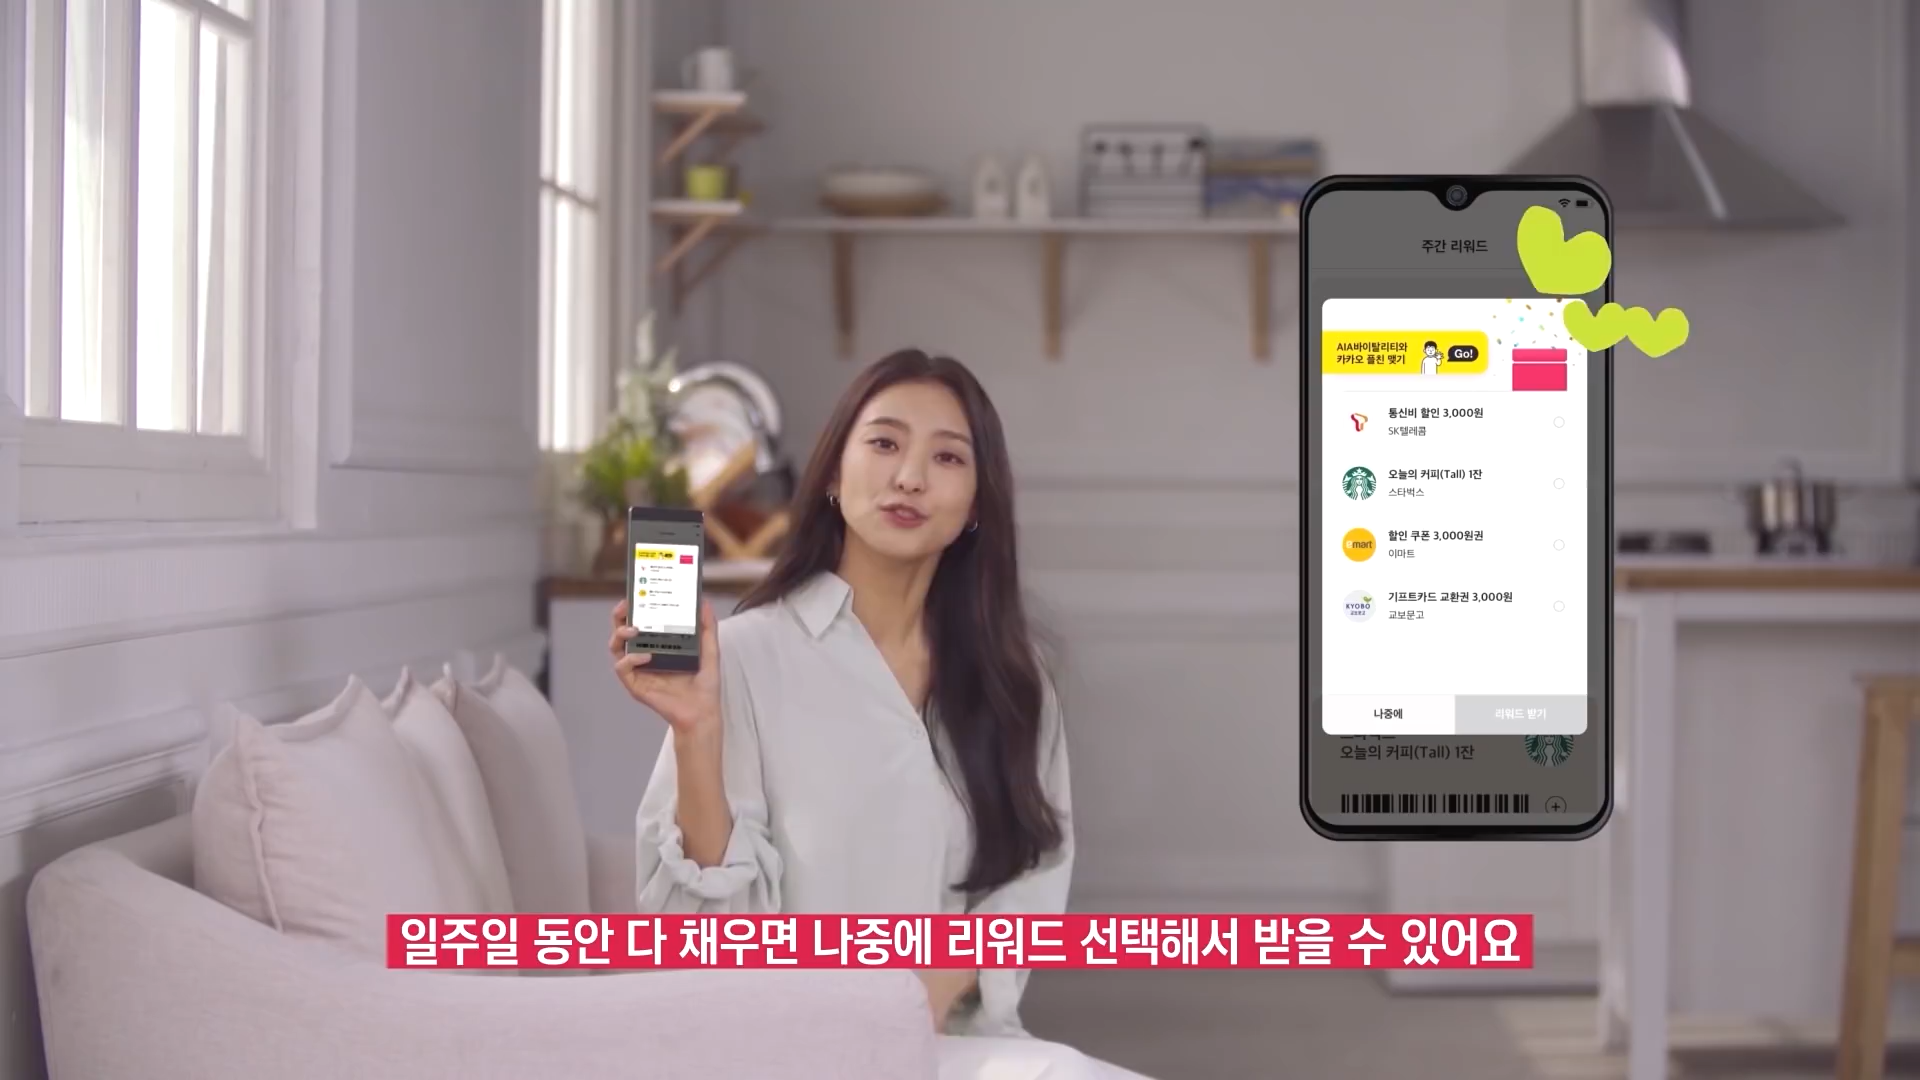 주간 리워드
AIA바이탈리티와
카카오 플친 맺기
Go!
통신비 할인 3,000원
SK텔레콤
오늘의 커피(Tall) 1잔
스타벅스
emart
할인 쿠폰 3,000원권
이마트
KYOBO
교보문고
기프트카드 교환권 3,000원
교보문고
나중에
리워드 받기
오늘의 커피(Tall) 1잔
일주일 동안 다 채우면 나중에 리워드 선택해서 받을 수 있어요